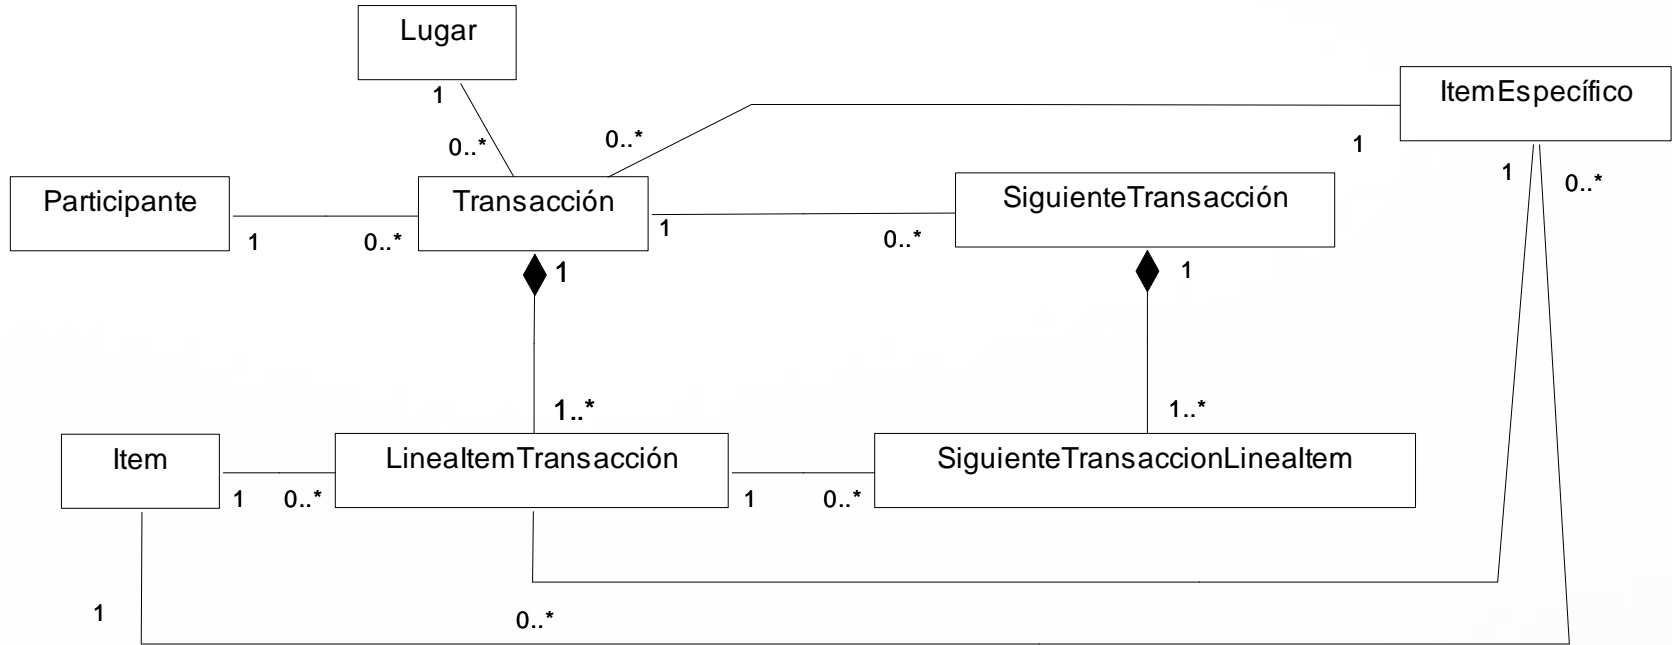 Lugar
ItemEspecífico
1
0..*
0..*
1
1
0..*
Participante
Transacción
SiguienteTransacción
1
0..*
1
0..*
1
1
1..*
1..*
Item
LineaItemTransacción
SiguienteTransaccionLineaItem
1
0..*
1
0..*
1
0..*